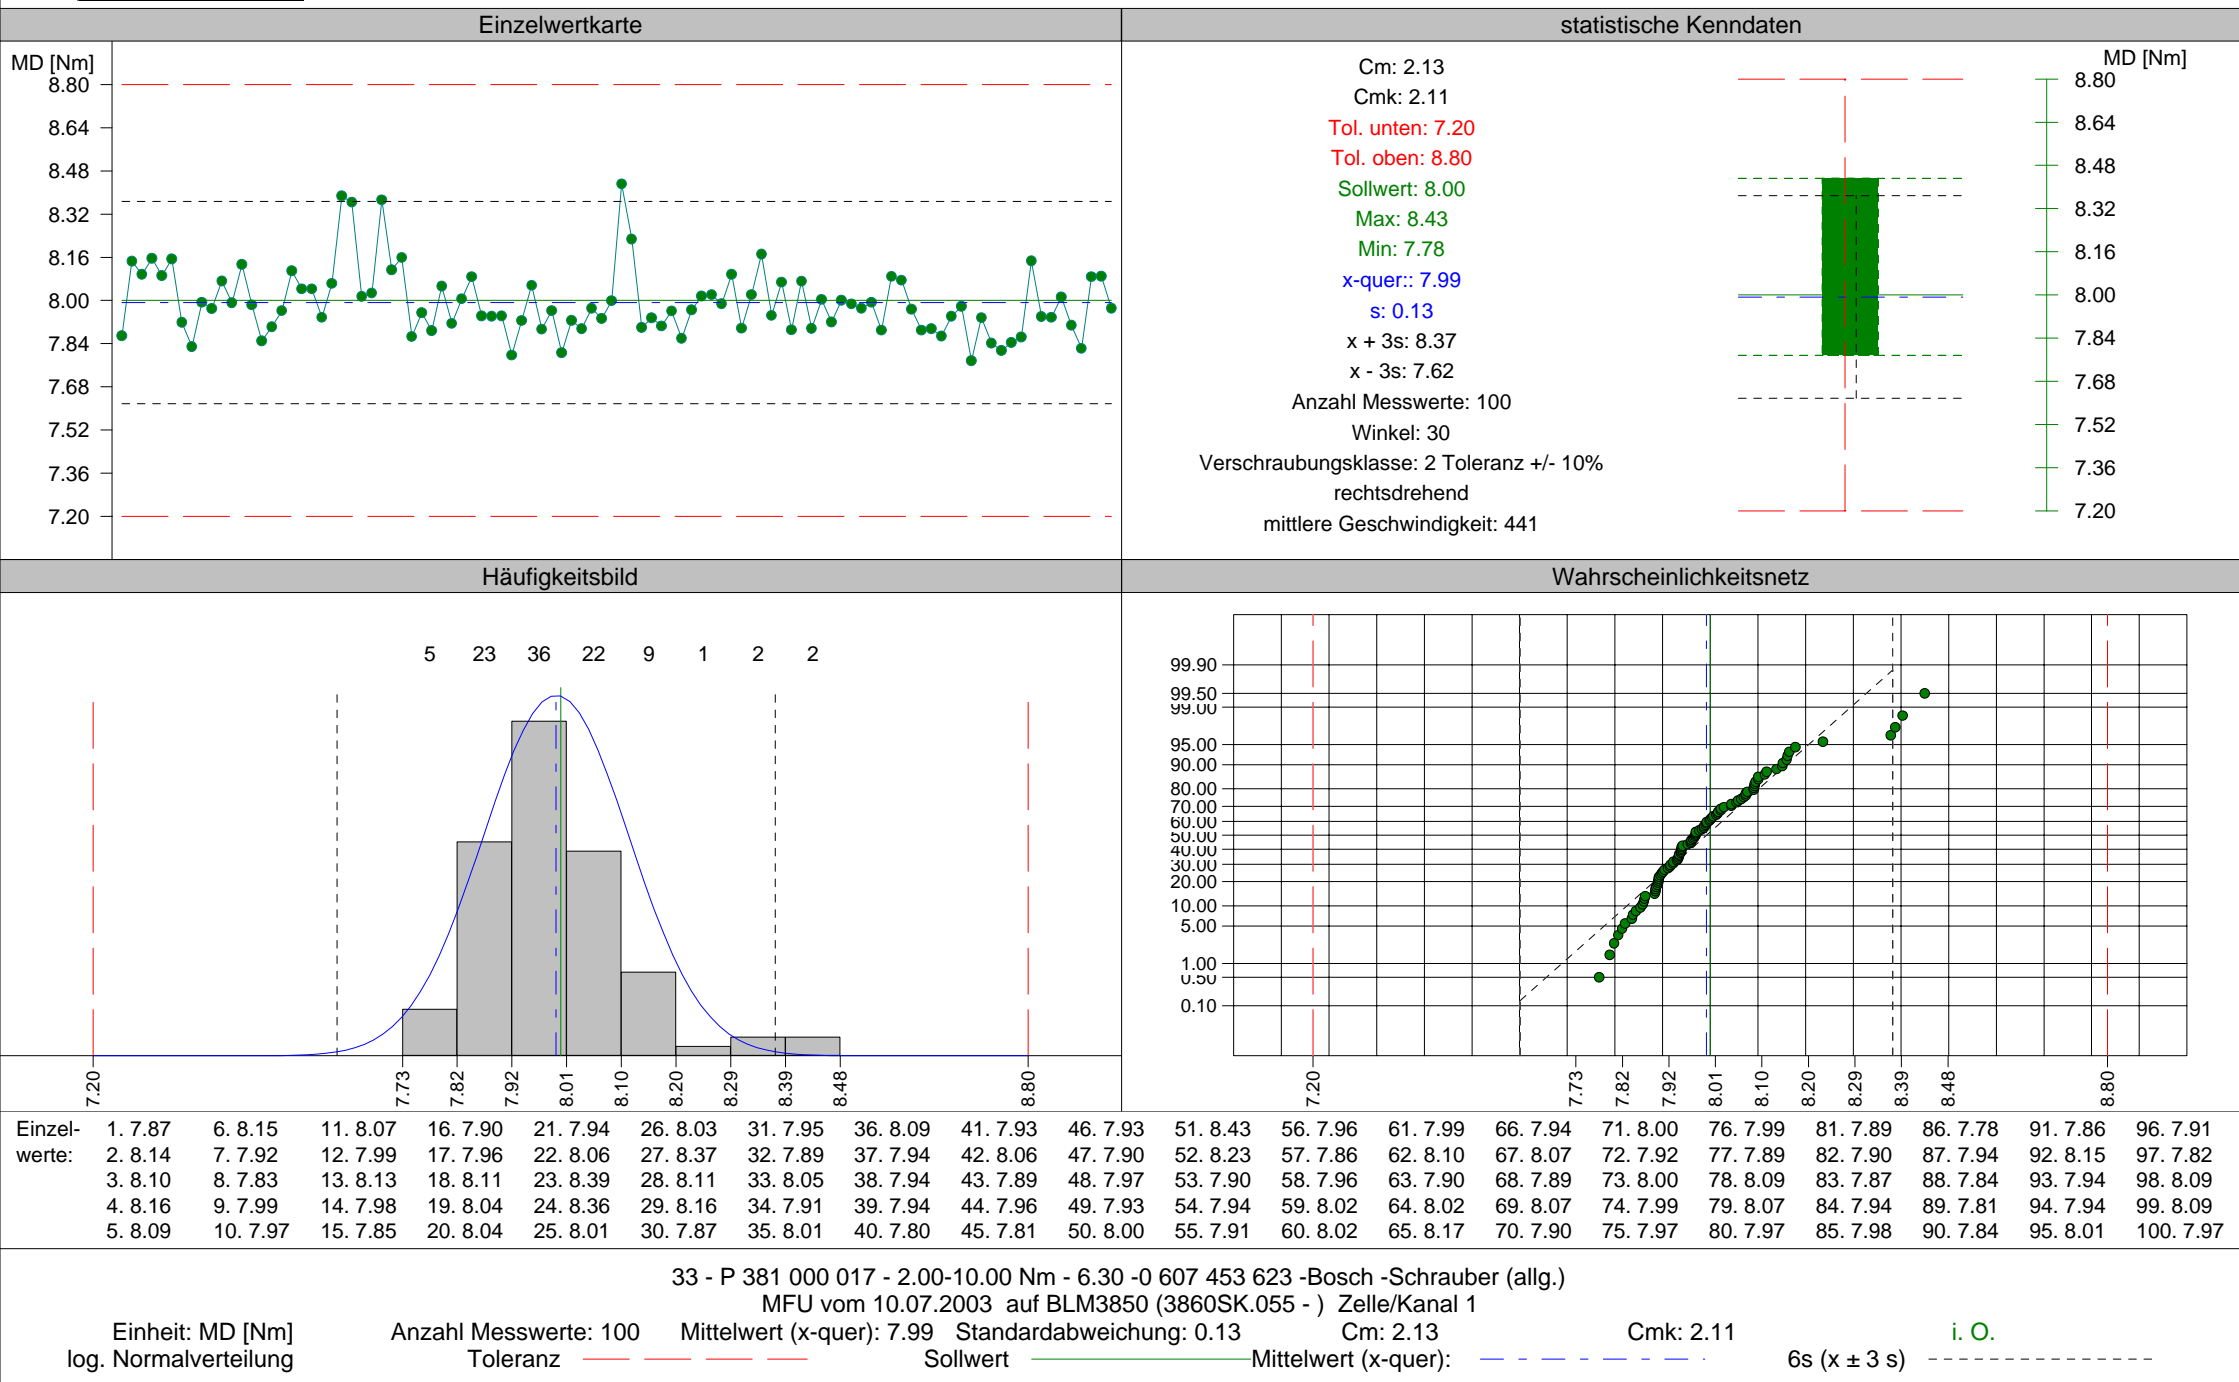 Einzelwertkarte
statistische Kenndaten
MD [Nm]
8.80
8.64
8.48
8.32
8.16
8.00
7.84
7.68
7.52
7.36
7.20
Cm: 2.13
Cmk: 2.11
Tol. unten: 7.20
Tol. oben: 8.80
Sollwert: 8.00
Max: 8.43
Min: 7.78
x-quer:: 7.99
s: 0.13
x + 3s: 8.37
x - 3s: 7.62
Anzahl Messwerte: 100
Winkel: 30
Verschraubungsklasse: 2 Toleranz +/- 10%
rechtsdrehend
mittlere Geschwindigkeit: 441
MD [Nm]
8.80
8.64
8.48
8.32
8.16
8.00
7.84
7.68
7.52
7.36
7.20
Häufigkeitsbild
Wahrscheinlichkeitsnetz
5 23 36 22 9 1 2 2
7.20 7.73 7.82 7.92 8.01 8.10 8.20 8.29 8.39 8.48 8.80
99.90
99.50
99.00
95.00
90.00
80.00
70.00
60.00
50.00
40.00
30.00
20.00
10.00
5.00
1.00
0.50
0.10
7.20 7.73 7.82 7.92 8.01 8.10 8.20 8.29 8.39 8.48 8.80
Einzel- 1. 7.87 6. 8.15 11. 8.07 16. 7.90 21. 7.94 26. 8.03 31. 7.95 36. 8.09 41. 7.93 46. 7.93 51. 8.43 56. 7.96 61. 7.99 66. 7.94 71. 8.00 76. 7.99 81. 7.89 86. 7.78 91. 7.86 96. 7.91
werte: 2. 8.14 7. 7.92 12. 7.99 17. 7.96 22. 8.06 27. 8.37 32. 7.89 37. 7.94 42. 8.06 47. 7.90 52. 8.23 57. 7.86 62. 8.10 67. 8.07 72. 7.92 77. 7.89 82. 7.90 87. 7.94 92. 8.15 97. 7.82
3. 8.10 8. 7.83 13. 8.13 18. 8.11 23. 8.39 28. 8.11 33. 8.05 38. 7.94 43. 7.89 48. 7.97 53. 7.90 58. 7.96 63. 7.90 68. 7.89 73. 8.00 78. 8.09 83. 7.87 88. 7.84 93. 7.94 98. 8.09
4. 8.16 9. 7.99 14. 7.98 19. 8.04 24. 8.36 29. 8.16 34. 7.91 39. 7.94 44. 7.96 49. 7.93 54. 7.94 59. 8.02 64. 8.02 69. 8.07 74. 7.99 79. 8.07 84. 7.94 89. 7.81 94. 7.94 99. 8.09
5. 8.09 10. 7.97 15. 7.85 20. 8.04 25. 8.01 30. 7.87 35. 8.01 40. 7.80 45. 7.81 50. 8.00 55. 7.91 60. 8.02 65. 8.17 70. 7.90 75. 7.97 80. 7.97 85. 7.98 90. 7.84 95. 8.01 100. 7.97
33 - P 381 000 017 - 2.00-10.00 Nm - 6.30 -0 607 453 623 -Bosch -Schrauber (allg.)
MFU vom 10.07.2003 auf BLM3850 (3860SK.055 - ) Zelle/Kanal 1
Einheit: MD [Nm] Anzahl Messwerte: 100 Mittelwert (x-quer): 7.99 Standardabweichung: 0.13 Cm: 2.13 Cmk: 2.11 i. O.
log. Normalverteilung Toleranz Sollwert Mittelwert (x-quer): 6s (x ± 3 s)